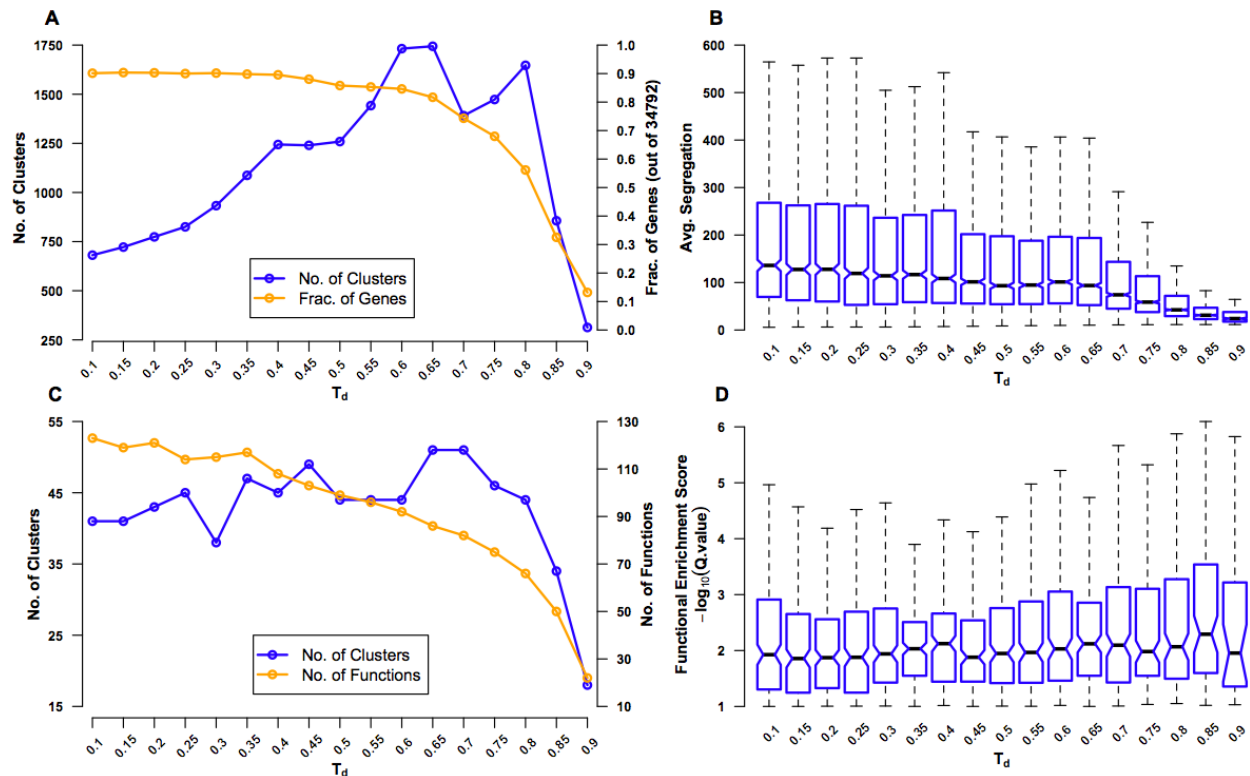 A
No. of Clusters
1750
1500
1250
1000
750
500
250
1.0
0.9
0.8
0.7
0.6
0.5
0.4
0.3
0.2
0.1
0.0
Frac. of Genes (out of 34792)
No. of Clusters
Frac. of Genes
0.1 0.15 0.2 0.25 0.3 0.35 0.4 0.45 0.5 0.55 0.6 0.65 0.7 0.75 0.8 0.85 0.9
Td
B
Avg. Segregation
600
500
400
300
200
100
0
0.1 0.15 0.2 0.25 0.3 0.35 0.4 0.45 0.5 0.55 0.6 0.65 0.7 0.75 0.8 0.85 0.9
Td
C
No. of Clusters
55
45
35
25
15
130
110
90
70
50
30
10
No. of Functions
No. of Clusters
No. of Functions
0.1 0.15 0.2 0.25 0.3 0.35 0.4 0.45 0.5 0.55 0.6 0.65 0.7 0.75 0.8 0.85 0.9
Td
D
Functional Enrichment Score
−log10(Q.value)
6
5
4
3
2
1
0.1 0.15 0.2 0.25 0.3 0.35 0.4 0.45 0.5 0.55 0.6 0.65 0.7 0.75 0.8 0.85 0.9
Td